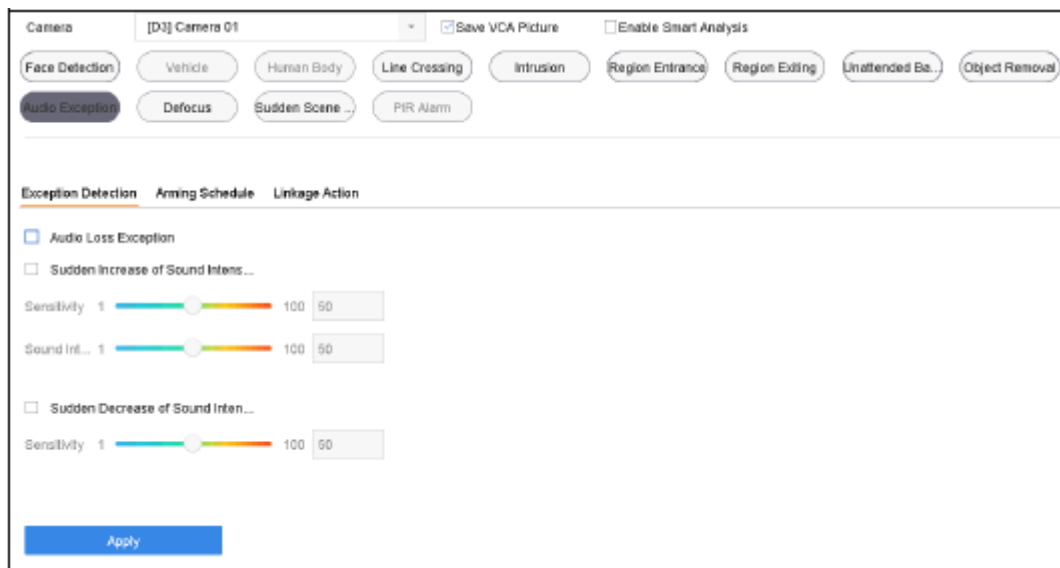 Camera [D3] Camera 01 Save VCA Picture Enable Smart Analysis
Face Detection Vehicle Human Body Line Crossing Intrusion Region Entrance Region Exiting Unattended Ba... Object Removal
Audio Exception Defocus Sudden Scene ... PIR Alarm
Exception Detection Arming Schedule Linkage Action
Audio Loss Exception
Sudden Increase of Sound Intens...
Sensitivity 1 100 50
Sound Int... 1 100 50
Sudden Decrease of Sound Inten...
Sensitivity 1 100 50
Apply